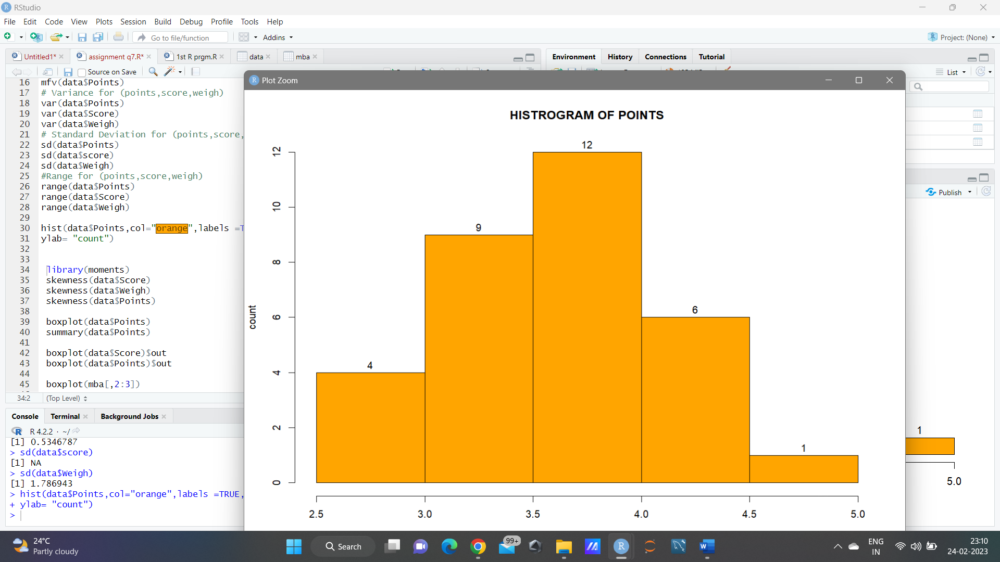 RStudio
File Edit Code View Plots Session Build Debug Profile Tools Help
Go to file/function Addins Project: (None)
Untitled1* assignment q7.R* 1st R prgm.R data mba
Source on Save
16 mfv(data$Points)
17 # Variance for (points,score,weigh)
18 var(data$Points)
19 var(data$Score)
20 var(data$Weigh)
21 # Standard Deviation for (points,score,
22 sd(data$Points)
23 sd(data$score)
24 sd(data$Weigh)
25 #Range for (points,score,weigh)
26 range(data$Points)
27 range(data$Score)
28 range(data$Weigh)
29
30 hist(data$Points,col="orange",labels =T
31 ylab= "count")
32
33
34 library(moments)
35 skewness(data$Score)
36 skewness(data$Weigh)
37 skewness(data$Points)
38
39 boxplot(data$Points)
40 summary(data$Points)
41
42 boxplot(data$Score)$out
43 boxplot(data$Points)$out
44
45 boxplot(mba[,2:3])
34:2 (Top Level)
Console Terminal Background Jobs
R 4.2.2 · ~/
[1] 0.5346787
> sd(data$score)
[1] NA
> sd(data$Weigh)
[1] 1.786943
> hist(data$Points,col="orange",labels =TRUE,
+ ylab= "count")
>
Environment History Connections Tutorial
List
Publish
1
5.0
Plot Zoom
HISTROGRAM OF POINTS
12
12
10
9
8
count
6
6
4
4
2
1
0
2.5 3.0 3.5 4.0 4.5 5.0
24°C
Partly cloudy
Search
99+
ENG
IN
23:10
24-02-2023